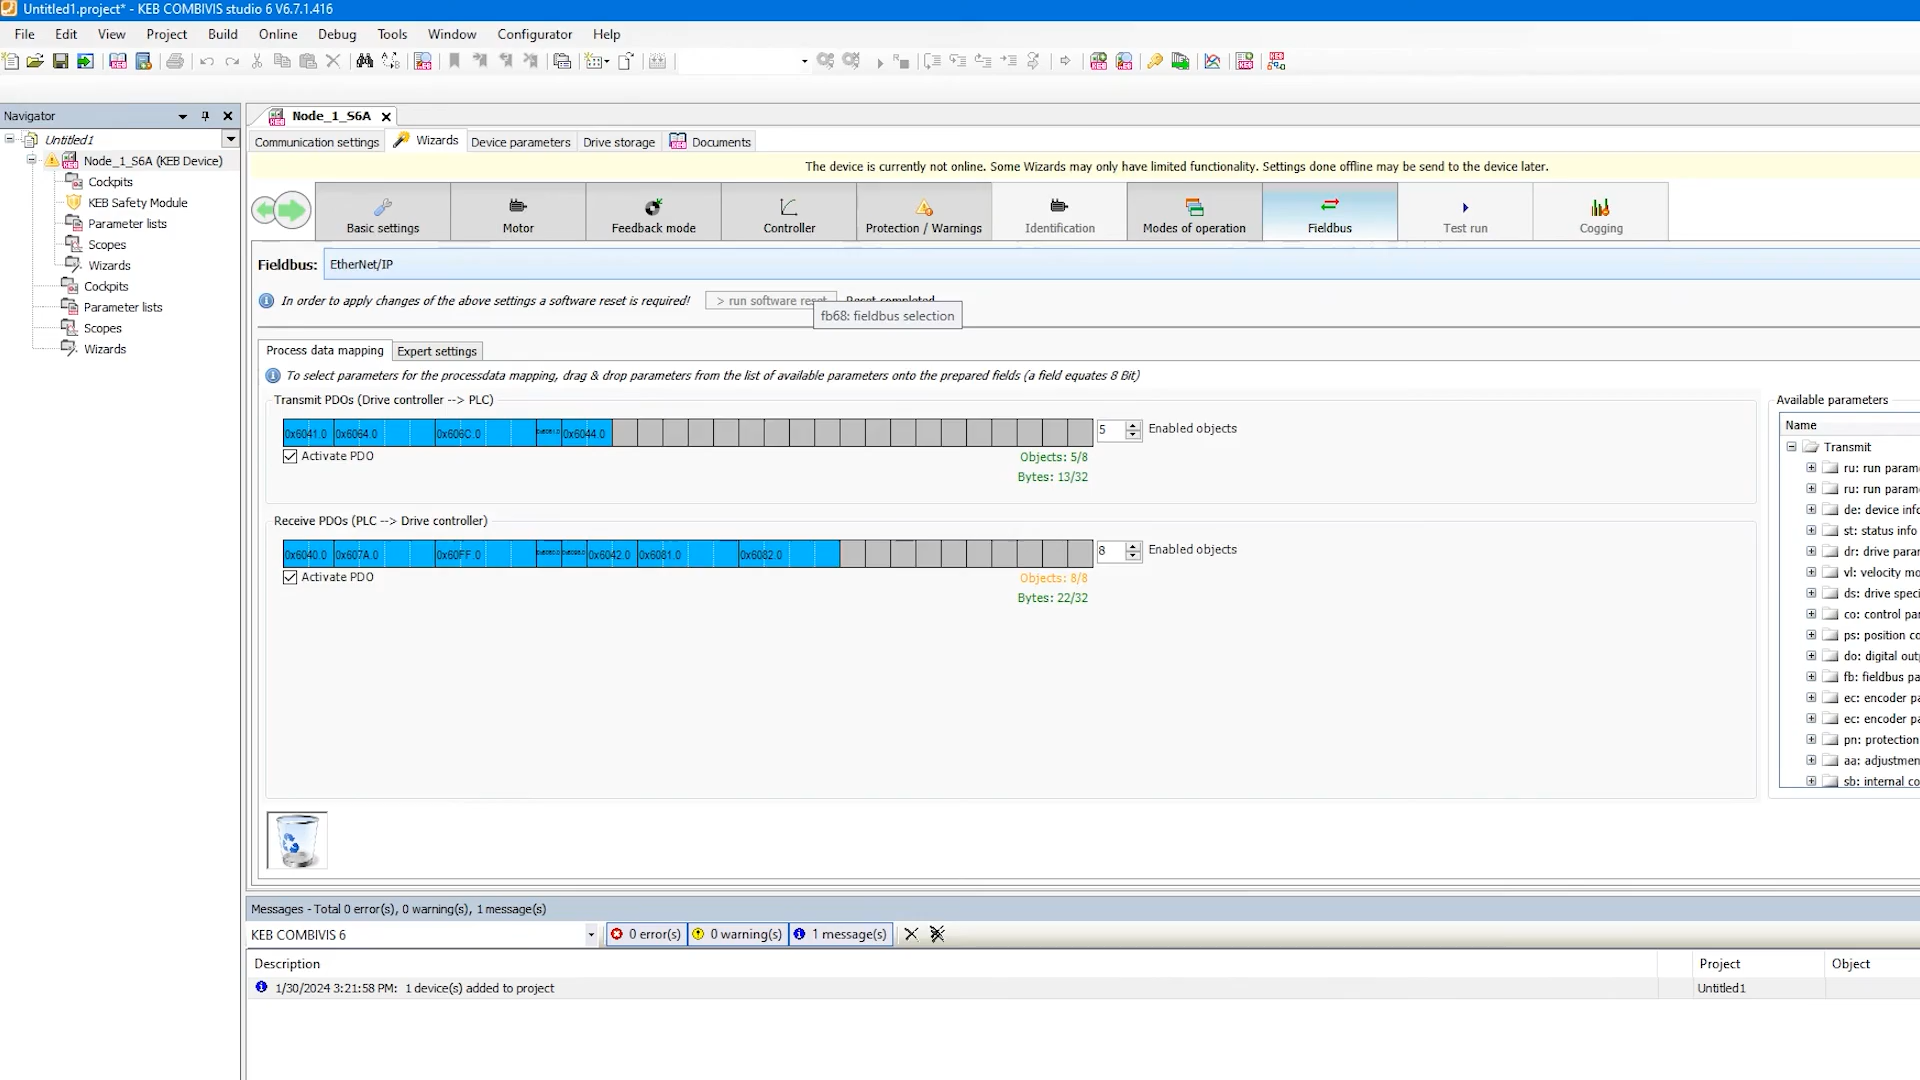 Untitled1.project* - KEB COMBIVIS studio 6 V6.7.1.416
File Edit View Project Build Online Debug Tools Window Configurator Help
Navigator
Untitled1
Node_1_S6A (KEB Device)
Cockpits
KEB Safety Module
Parameter lists
Scopes
Wizards
Cockpits
Parameter lists
Scopes
Wizards
Node_1_S6A
Communication settings Wizards Device parameters Drive storage Documents
The device is currently not online. Some Wizards may only have limited functionality. Settings done offline may be send to the device later.
Basic settings Motor Feedback mode Controller Protection / Warnings Identification Modes of operation Fieldbus Test run Cogging
Fieldbus: EtherNet/IP
In order to apply changes of the above settings a software reset is required! > run software reset Reset completed
fb68: fieldbus selection
Process data mapping Expert settings
To select parameters for the processdata mapping, drag & drop parameters from the list of available parameters onto the prepared fields (a field equates 8 Bit)
Transmit PDOs (Drive controller --> PLC)
0x6041.0 0x6064.0 0x606C.0 0x6061.0 0x6044.0 5 Enabled objects
Activate PDO
Objects: 5/8
Bytes: 13/32
Receive PDOs (PLC --> Drive controller)
0x6040.0 0x607A.0 0x60FF.0 0x6042.0 0x6081.0 0x6082.0 8 Enabled objects
Activate PDO
Objects: 8/8
Bytes: 22/32
Available parameters
Name
Transmit
ru: run parame
ru: run parame
de: device info
st: status info
dr: drive parar
vl: velocity mo
ds: drive speci
co: control par
ps: position co
do: digital outp
fb: fieldbus pa
ec: encoder pa
ec: encoder pa
pn: protection
aa: adjustmen
sb: internal co
Messages - Total 0 error(s), 0 warning(s), 1 message(s)
KEB COMBIVIS 6 0 error(s) 0 warning(s) 1 message(s)
Description Project Object
1/30/2024 3:21:58 PM: 1 device(s) added to project Untitled1